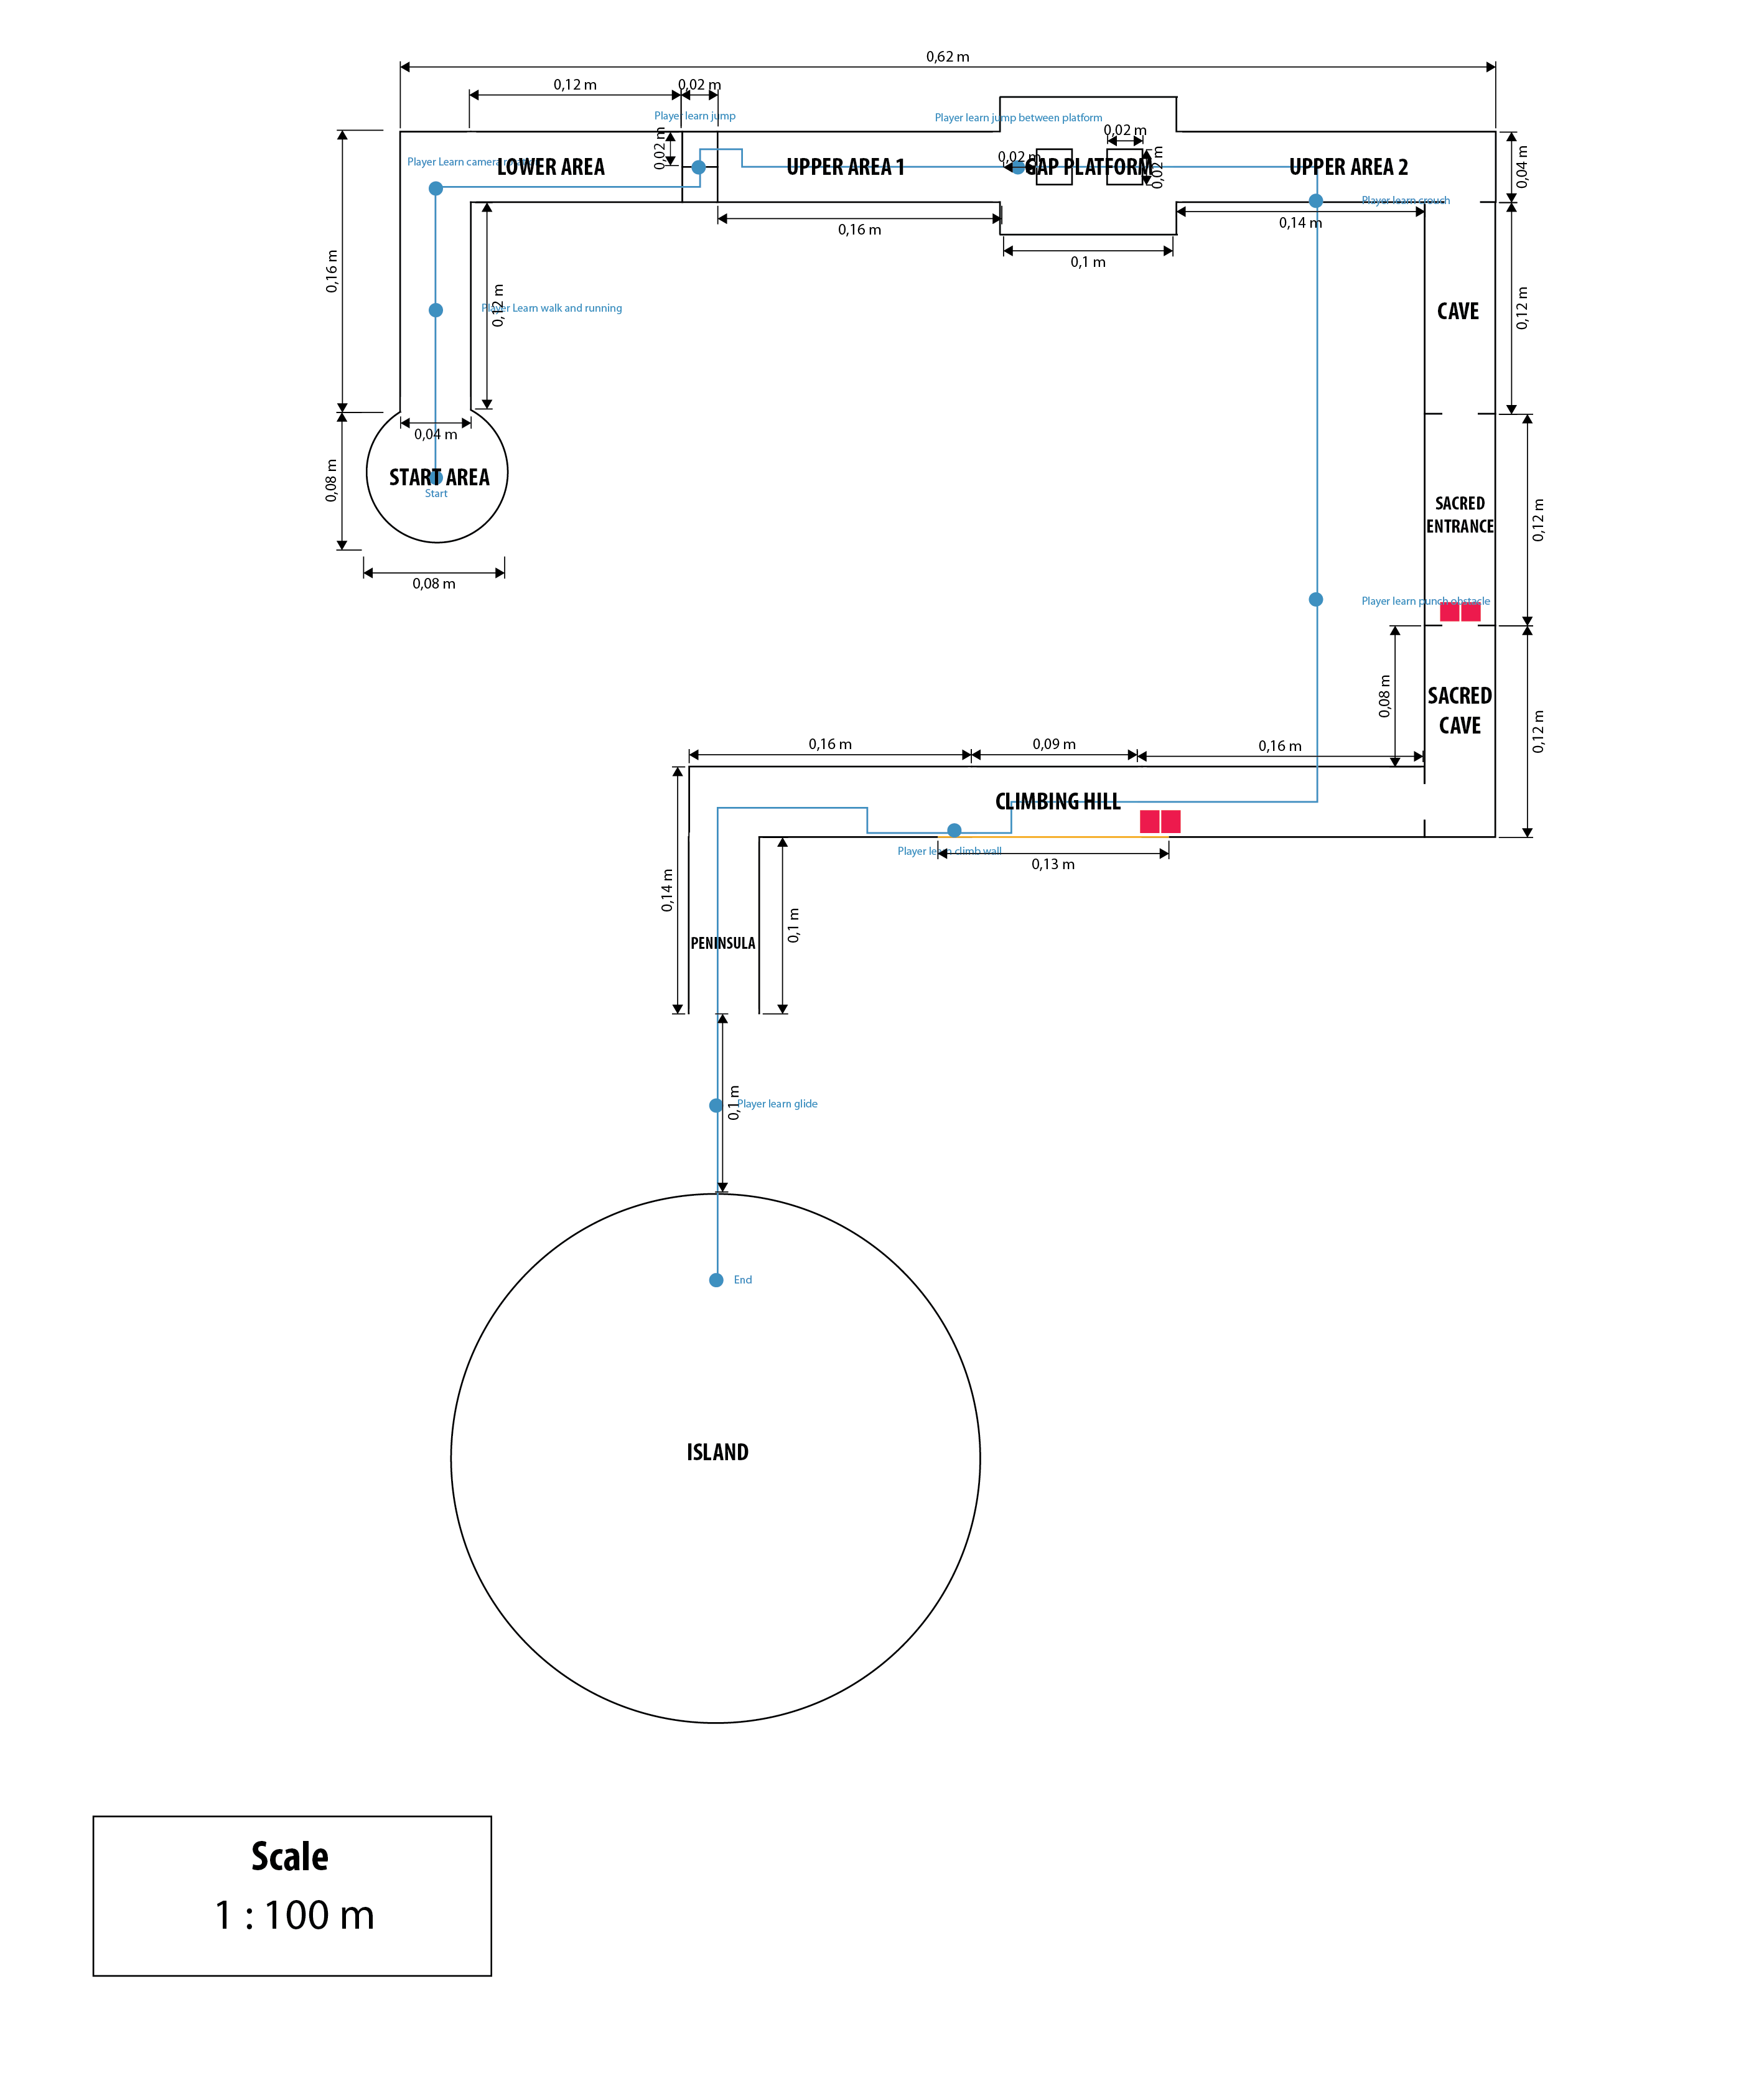 0,62 m
0,12 m
0,02 m
Player learn jump
Player learn jump between platform
0,02 m
0,02 m
Player Learn camera
LOWER AREA
UPPER AREA 1
0,02 m
GAP PLATFORM
0,02 m
UPPER AREA 2
0,04 m
Player learn crouch
0,16 m
0,14 m
0,1 m
0,16 m
0,12 m
Player Learn walk and running
CAVE
0,12 m
0,04 m
START AREA
Start
0,08 m
0,08 m
SACRED
ENTRANCE
0,12 m
Player learn punch obstacle
SACRED
CAVE
0,08 m
0,12 m
0,16 m
0,09 m
0,16 m
CLIMBING HILL
Player learn climb wall
0,13 m
0,14 m
0,1 m
PENINSULA
0,1 m
Player learn glide
End
ISLAND
Scale
1 : 100 m